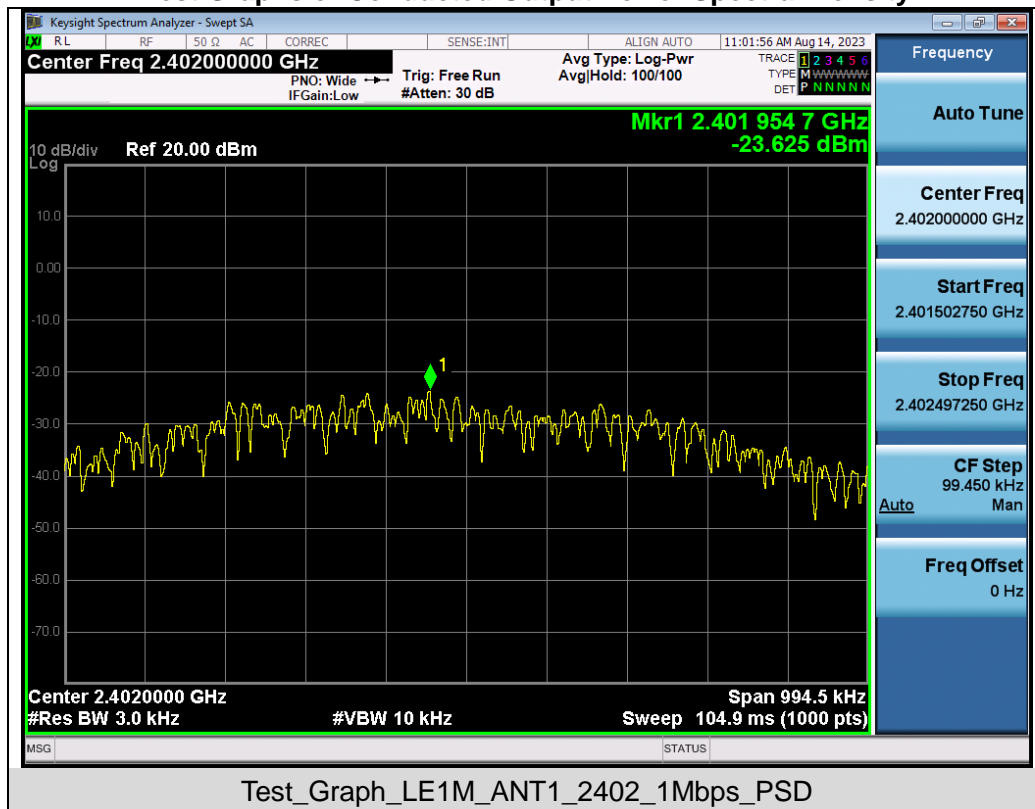 Keysight Spectrum Analyzer - Swept SA
LXI RL RF 50 Ω AC CORREC SENSE:INT ALIGN AUTO 11:01:56 AM Aug 14, 2023
Center Freq 2.402000000 GHz
PNO: Wide
IFGain:Low
Trig: Free Run
#Atten: 30 dB
Avg Type: Log-Pwr
Avg|Hold: 100/100
TRACE 1 2 3 4 5 6
TYPE M WWWWW
DET P N N N N N
Mkr1 2.401 954 7 GHz
-23.625 dBm
10 dB/div Ref 20.00 dBm
Log
10.0
0.00
-10.0
-20.0
-30.0
-40.0
-50.0
-60.0
-70.0
1
Center 2.4020000 GHz Span 994.5 kHz
#Res BW 3.0 kHz #VBW 10 kHz Sweep 104.9 ms (1000 pts)
MSG STATUS
Frequency
Auto Tune
Center Freq
2.402000000 GHz
Start Freq
2.401502750 GHz
Stop Freq
2.402497250 GHz
CF Step
99.450 kHz
Auto Man
Freq Offset
0 Hz
Test_Graph_LE1M_ANT1_2402_1Mbps_PSD